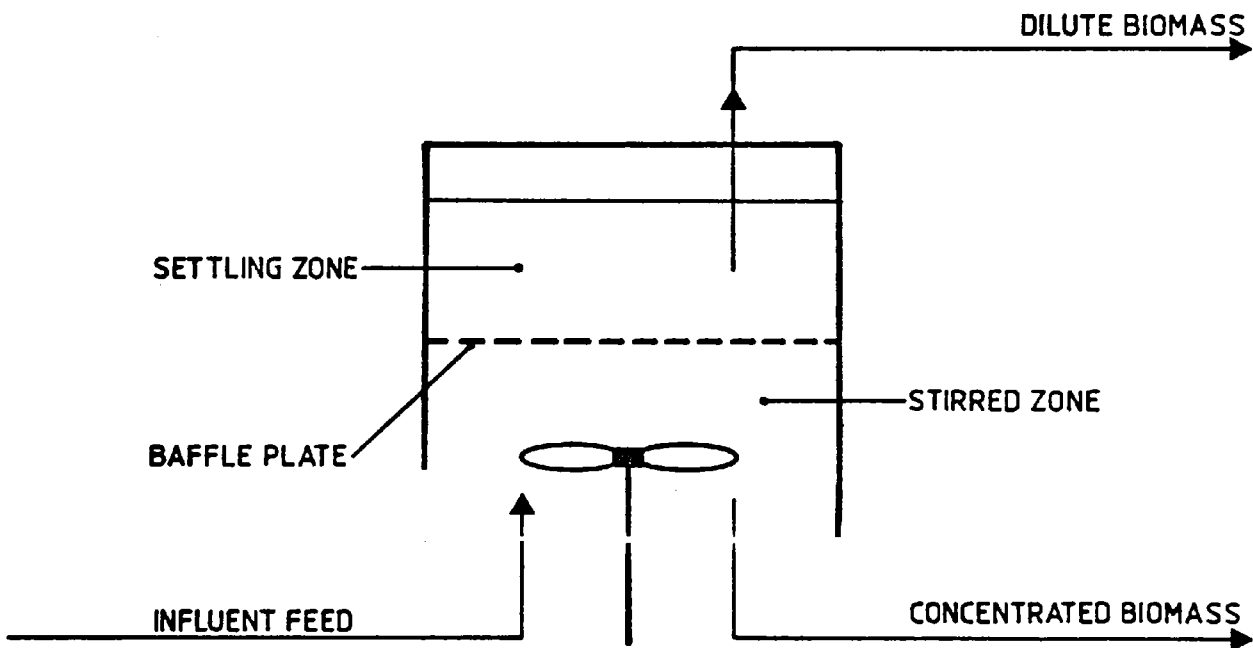 DILUTE BIOMASS
SETTLING ZONE
STIRRED ZONE
BAFFLE PLATE
INFLUENT FEED
CONCENTRATED BIOMASS